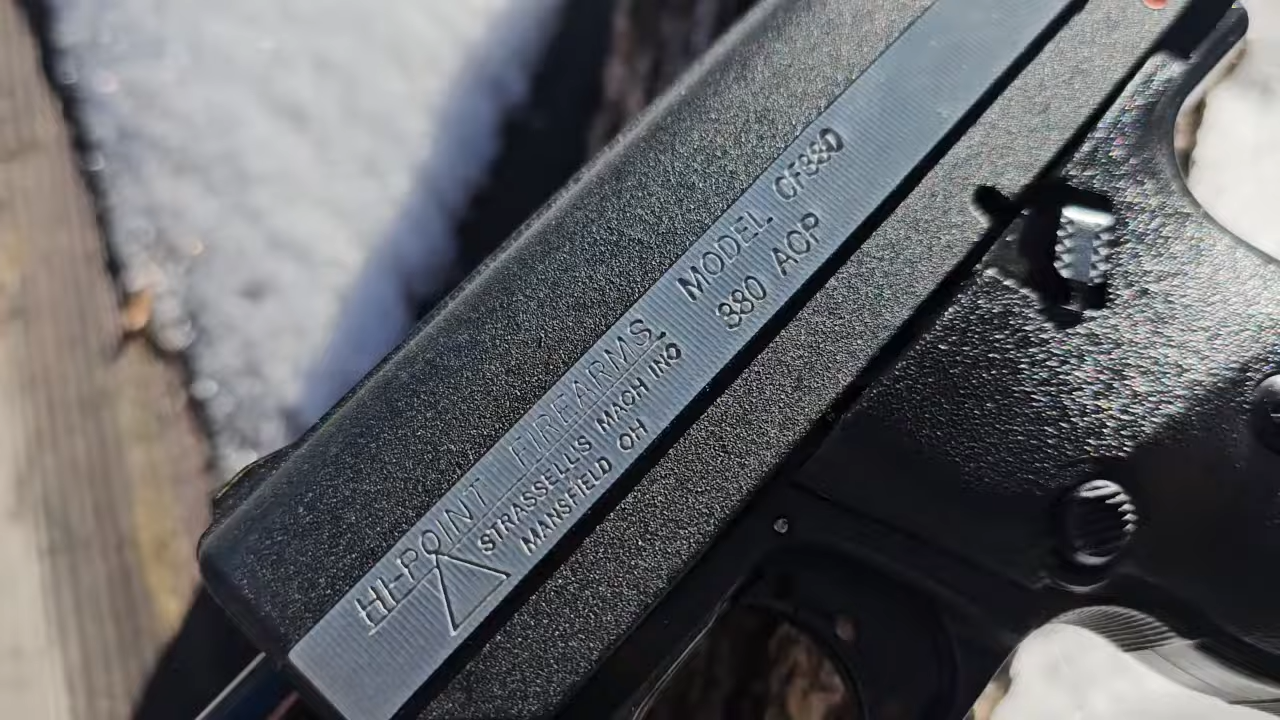 HI-POINT FIREARMS
STRASSELLS MACH INC
MANSFIELD OH
MODEL CF380
380 ACP